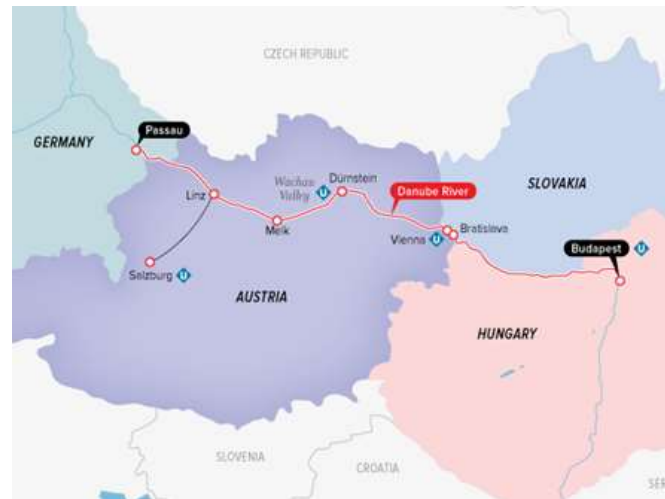 CZECH REPUBLIC
GERMANY
Passau
SLOVAKIA
Wachau
Valley
U
Dürnstein
Danube River
Linz
Melk
Vienna
U
Bratislava
Budapest
U
Salzburg
U
AUSTRIA
HUNGARY
SLOVENIA
CROATIA
SER